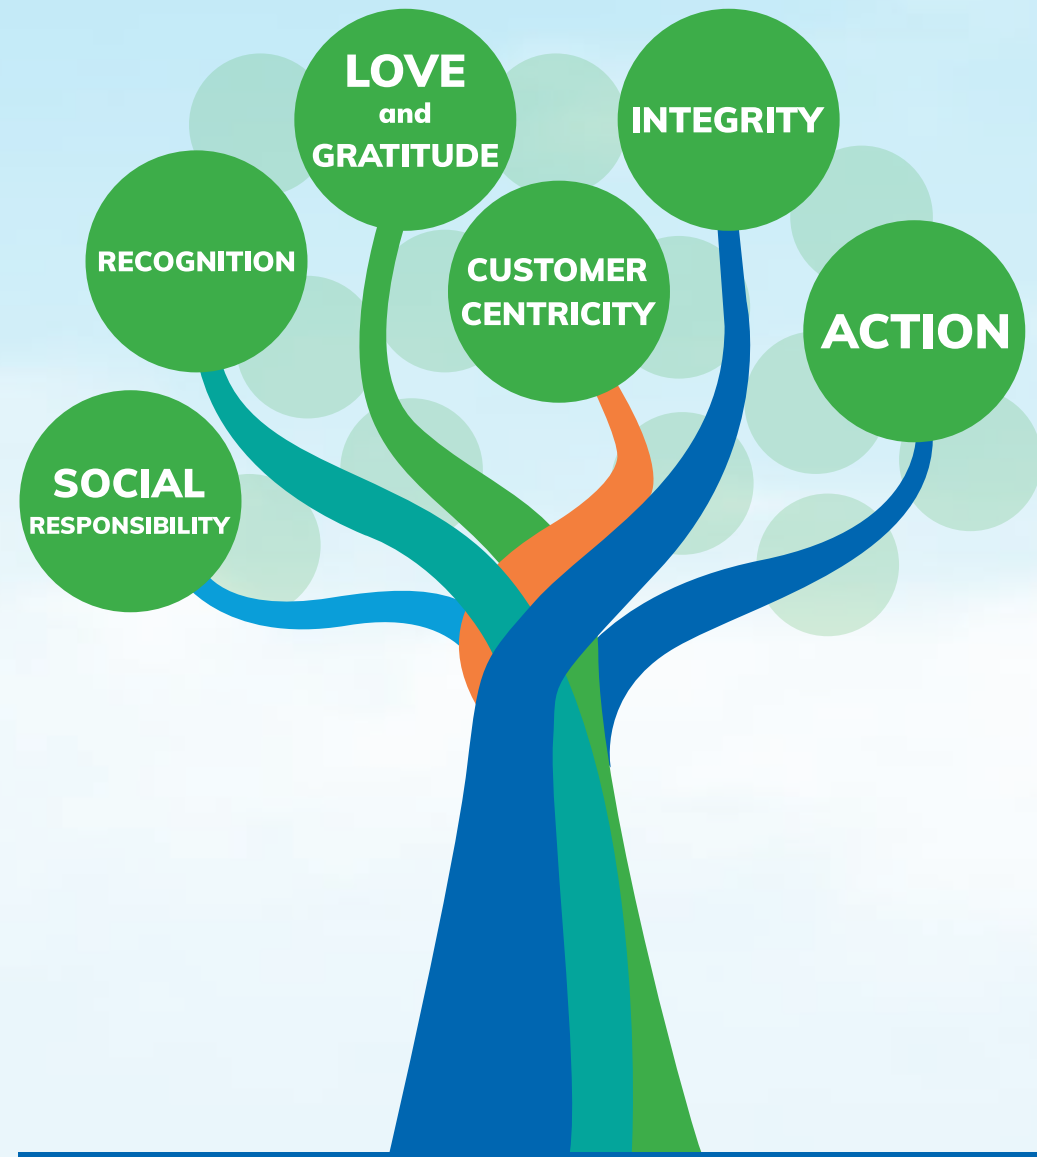 LOVE
and
GRATITUDE
INTEGRITY
RECOGNITION
CUSTOMER
CENTRICITY
ACTION
SOCIAL
RESPONSIBILITY